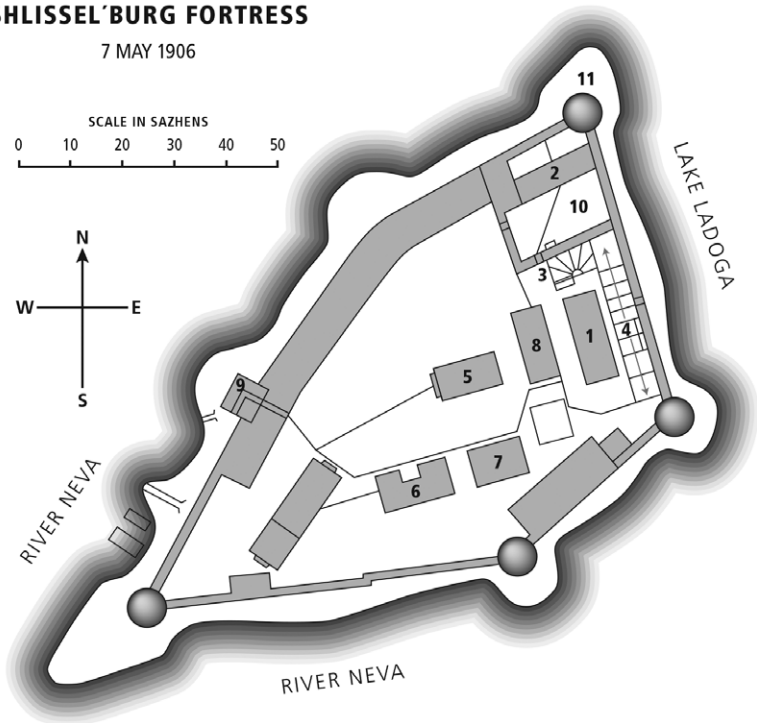 SHLISSEL'BURG FORTRESS
7 MAY 1906
SCALE IN SAZHENS
0 10 20 30 40 50
N
W E
S
11
2
10
3
4
1
8
5
9
7
6
LAKE LADOGA
RIVER NEVA
RIVER NEVA